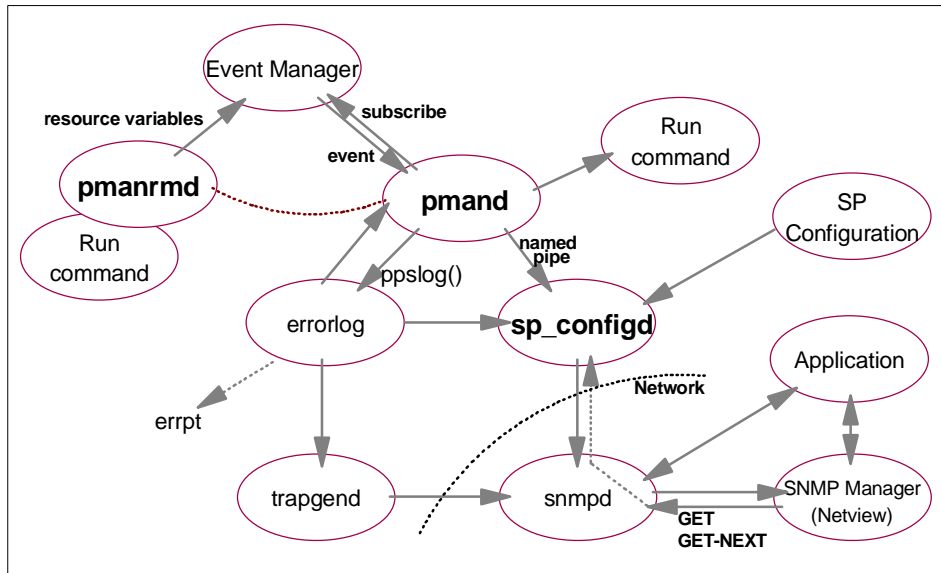 Event Manager
resource variables
subscribe
event
Run
command
pmanrmd
pmand
Run
command
SP
Configuration
named
pipe
ppslog()
errorlog
sp_configd
Application
Network
errpt
trapgend
snmpd
SNMP Manager
(Netview)
GET
GET-NEXT